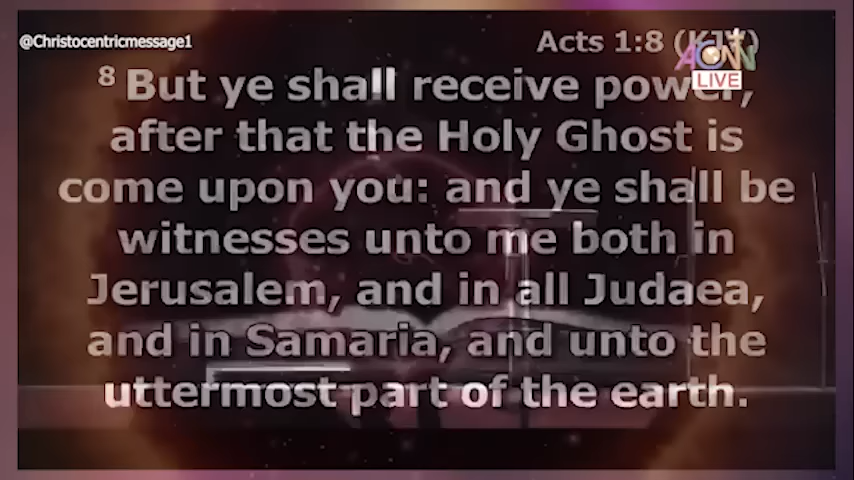 @Christocentricmessage1
Acts 1:8 (KJV)
ACNN
LIVE
8 But ye shall receive power,
after that the Holy Ghost is
come upon you: and ye shall be
witnesses unto me both in
Jerusalem, and in all Judaea,
and in Samaria, and unto the
uttermost part of the earth.